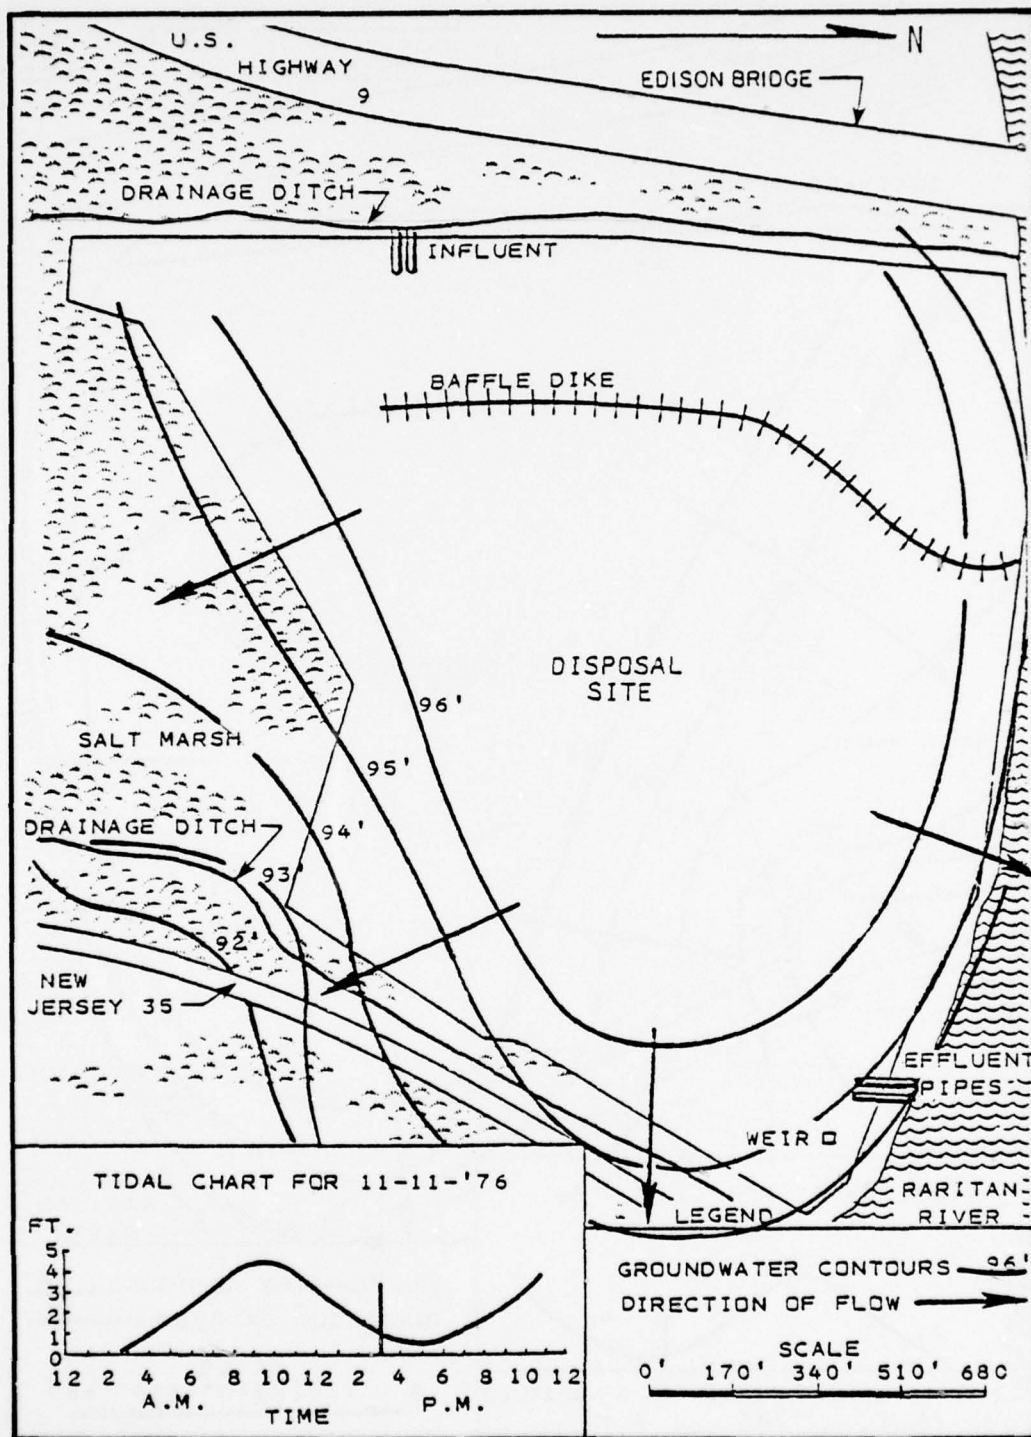 U.S.
HIGHWAY
9
N
EDISON BRIDGE
DRAINAGE DITCH
INFLUENT
BAFFLE DIKE
DISPOSAL
SITE
96'
SALT MARSH
95'
94'
DRAINAGE DITCH
93'
92'
NEW
JERSEY 35
EFFLUENT
PIPES
WEIR
RARITAN
RIVER
TIDAL CHART FOR 11-11-'76
FT.
5
4
3
2
1
0
12 2 4 6 8 10 12 2 4 6 8 10 12
A.M. P.M.
TIME
LEGEND
GROUNDWATER CONTOURS 96'
DIRECTION OF FLOW
SCALE
0' 170' 340' 510' 680